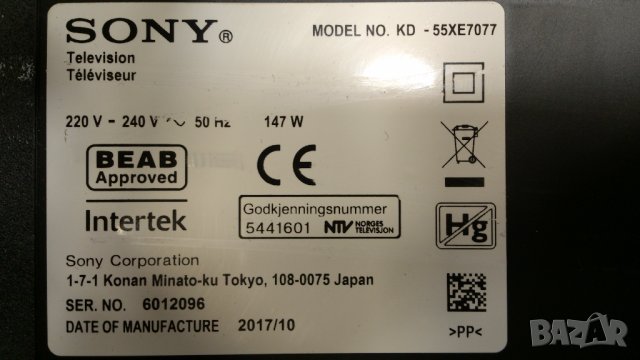 SONY®
MODEL NO. KD - 55XE7077
Television
Téléviseur
220 V - 240 V ~ 50 Hz 147 W
BEAB
Approved
Intertek
CE
Godkjenningsnummer
5441601 NTV NORGES TELEVISJON
Hg
Sony Corporation
1-7-1 Konan Minato-ku Tokyo, 108-0075 Japan
SER. NO. 6012096
DATE OF MANUFACTURE 2017/10
>PP<
BAZAR